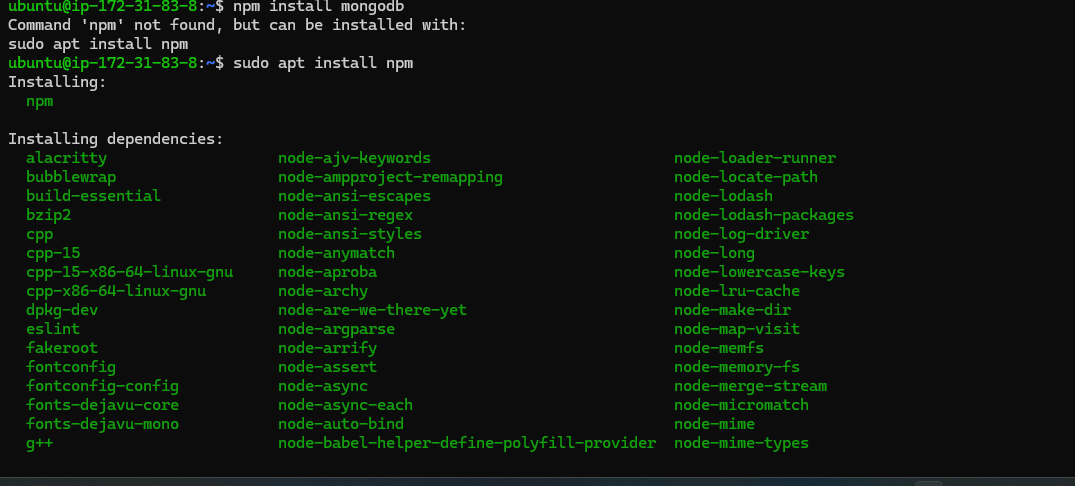 ubuntu@ip-172-31-83-8:~$ npm install mongodb
Command 'npm' not found, but can be installed with:
sudo apt install npm
ubuntu@ip-172-31-83-8:~$ sudo apt install npm
Installing:
  npm

Installing dependencies:
  alacritty                   node-ajv-keywords                           node-loader-runner
  bubblewrap                  node-ampproject-remapping                   node-locate-path
  build-essential             node-ansi-escapes                           node-lodash
  bzip2                       node-ansi-regex                             node-lodash-packages
  cpp                         node-ansi-styles                            node-log-driver
  cpp-15                      node-anymatch                               node-long
  cpp-15-x86-64-linux-gnu     node-aproba                                 node-lowercase-keys
  cpp-x86-64-linux-gnu        node-archy                                  node-lru-cache
  dpkg-dev                    node-are-we-there-yet                       node-make-dir
  eslint                      node-argparse                               node-map-visit
  fakeroot                    node-arrify                                 node-memfs
  fontconfig                  node-assert                                 node-memory-fs
  fontconfig-config           node-async                                  node-merge-stream
  fonts-dejavu-core           node-async-each                             node-micromatch
  fonts-dejavu-mono           node-auto-bind                              node-mime
  g++                         node-babel-helper-define-polyfill-provider  node-mime-types